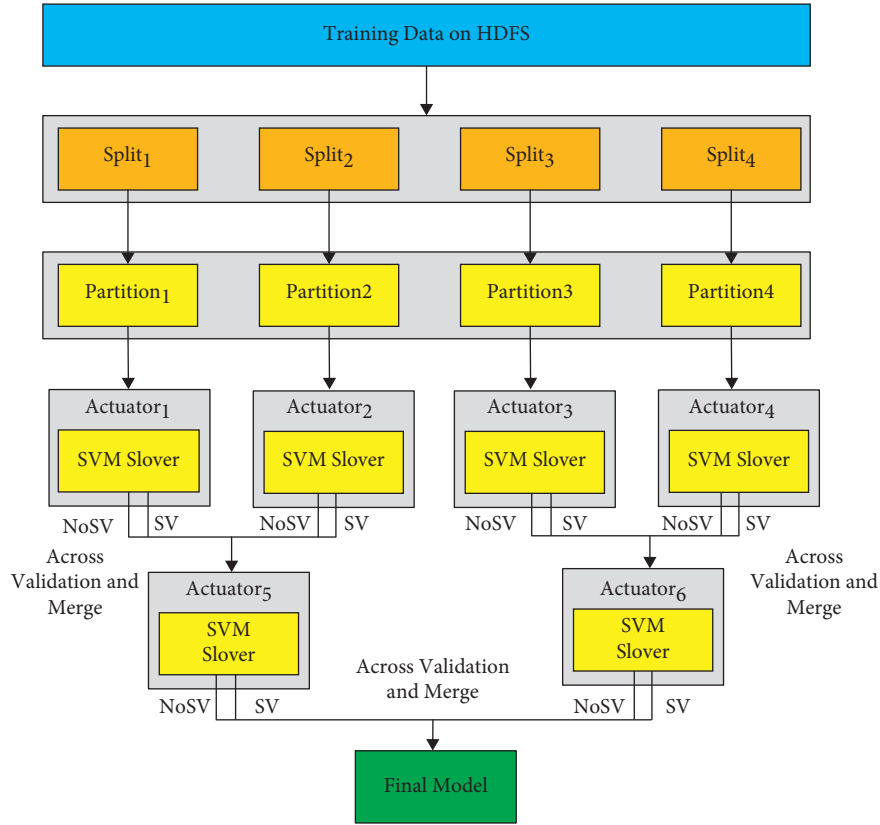 Training Data on HDFS
Split1
Split2
Split3
Split4
Partition1
Partition2
Partition3
Partition4
Actuator1
Actuator2
Actuator3
Actuator4
SVM Slover
SVM Slover
SVM Slover
SVM Slover
NoSV
SV
NoSV
SV
NoSV
SV
NoSV
SV
Across
Validation and
Merge
Across
Validation and
Merge
Actuator5
Actuator6
SVM
Slover
SVM
Slover
Across Validation
and Merge
NoSV
SV
NoSV
SV
Final Model